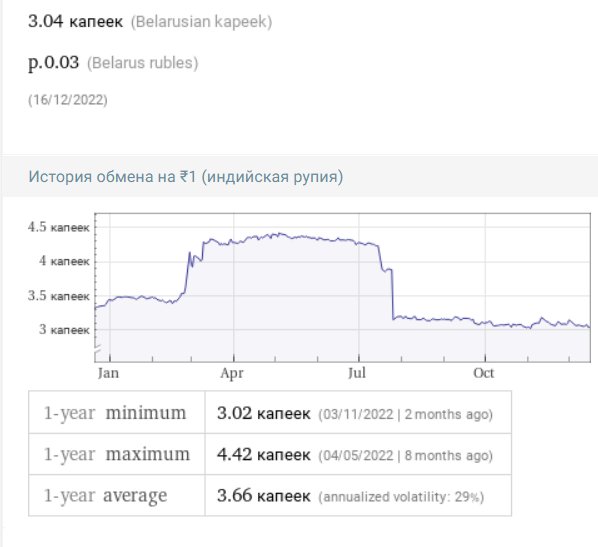 3.04 капеек (Belarusian kapeek)
p.0.03 (Belarus rubles)
(16/12/2022)
История обмена на ₹1 (индийская рупия)
4.5 капеек
4 капеек
3.5 капеек
3 капеек
Jan Apr Jul Oct
1-year minimum 3.02 капеек (03/11/2022 | 2 months ago)
1-year maximum 4.42 капеек (04/05/2022 | 8 months ago)
1-year average 3.66 капеек (annualized volatility: 29%)